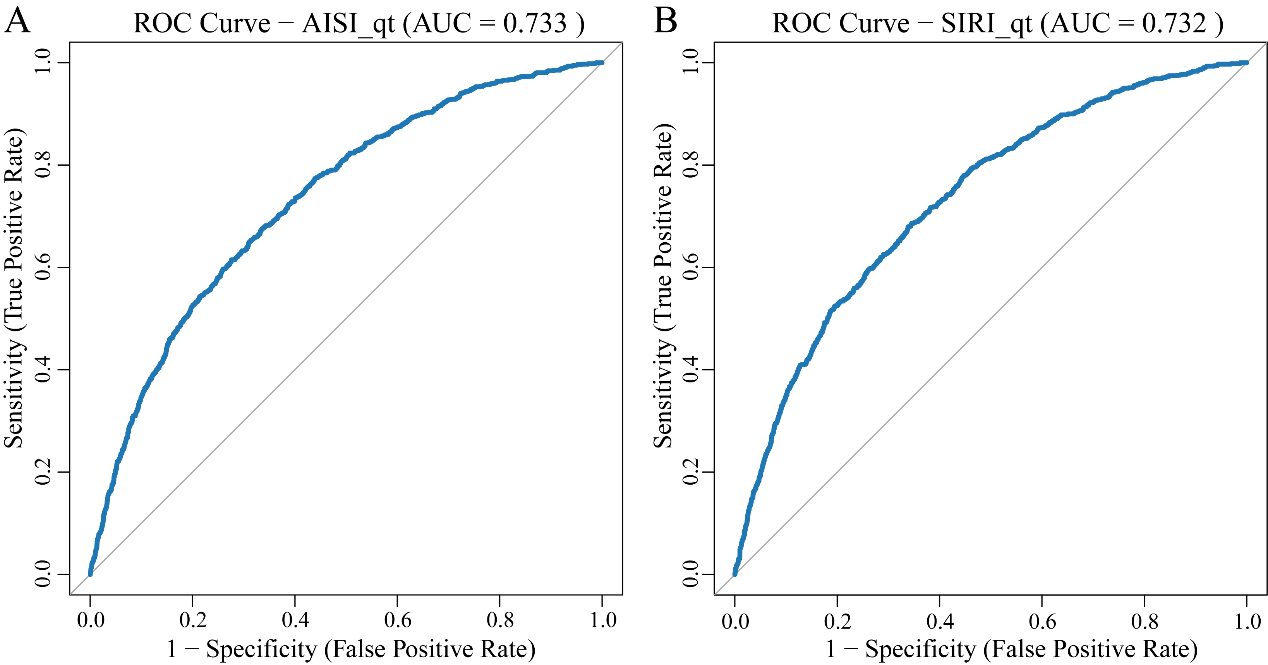 A
ROC Curve − AISI_qt (AUC = 0.733 )
Sensitivity (True Positive Rate)
1.0
0.8
0.6
0.4
0.2
0.0
0.0 0.2 0.4 0.6 0.8 1.0
1 − Specificity (False Positive Rate)
B
ROC Curve − SIRI_qt (AUC = 0.732 )
Sensitivity (True Positive Rate)
1.0
0.8
0.6
0.4
0.2
0.0
0.0 0.2 0.4 0.6 0.8 1.0
1 − Specificity (False Positive Rate)